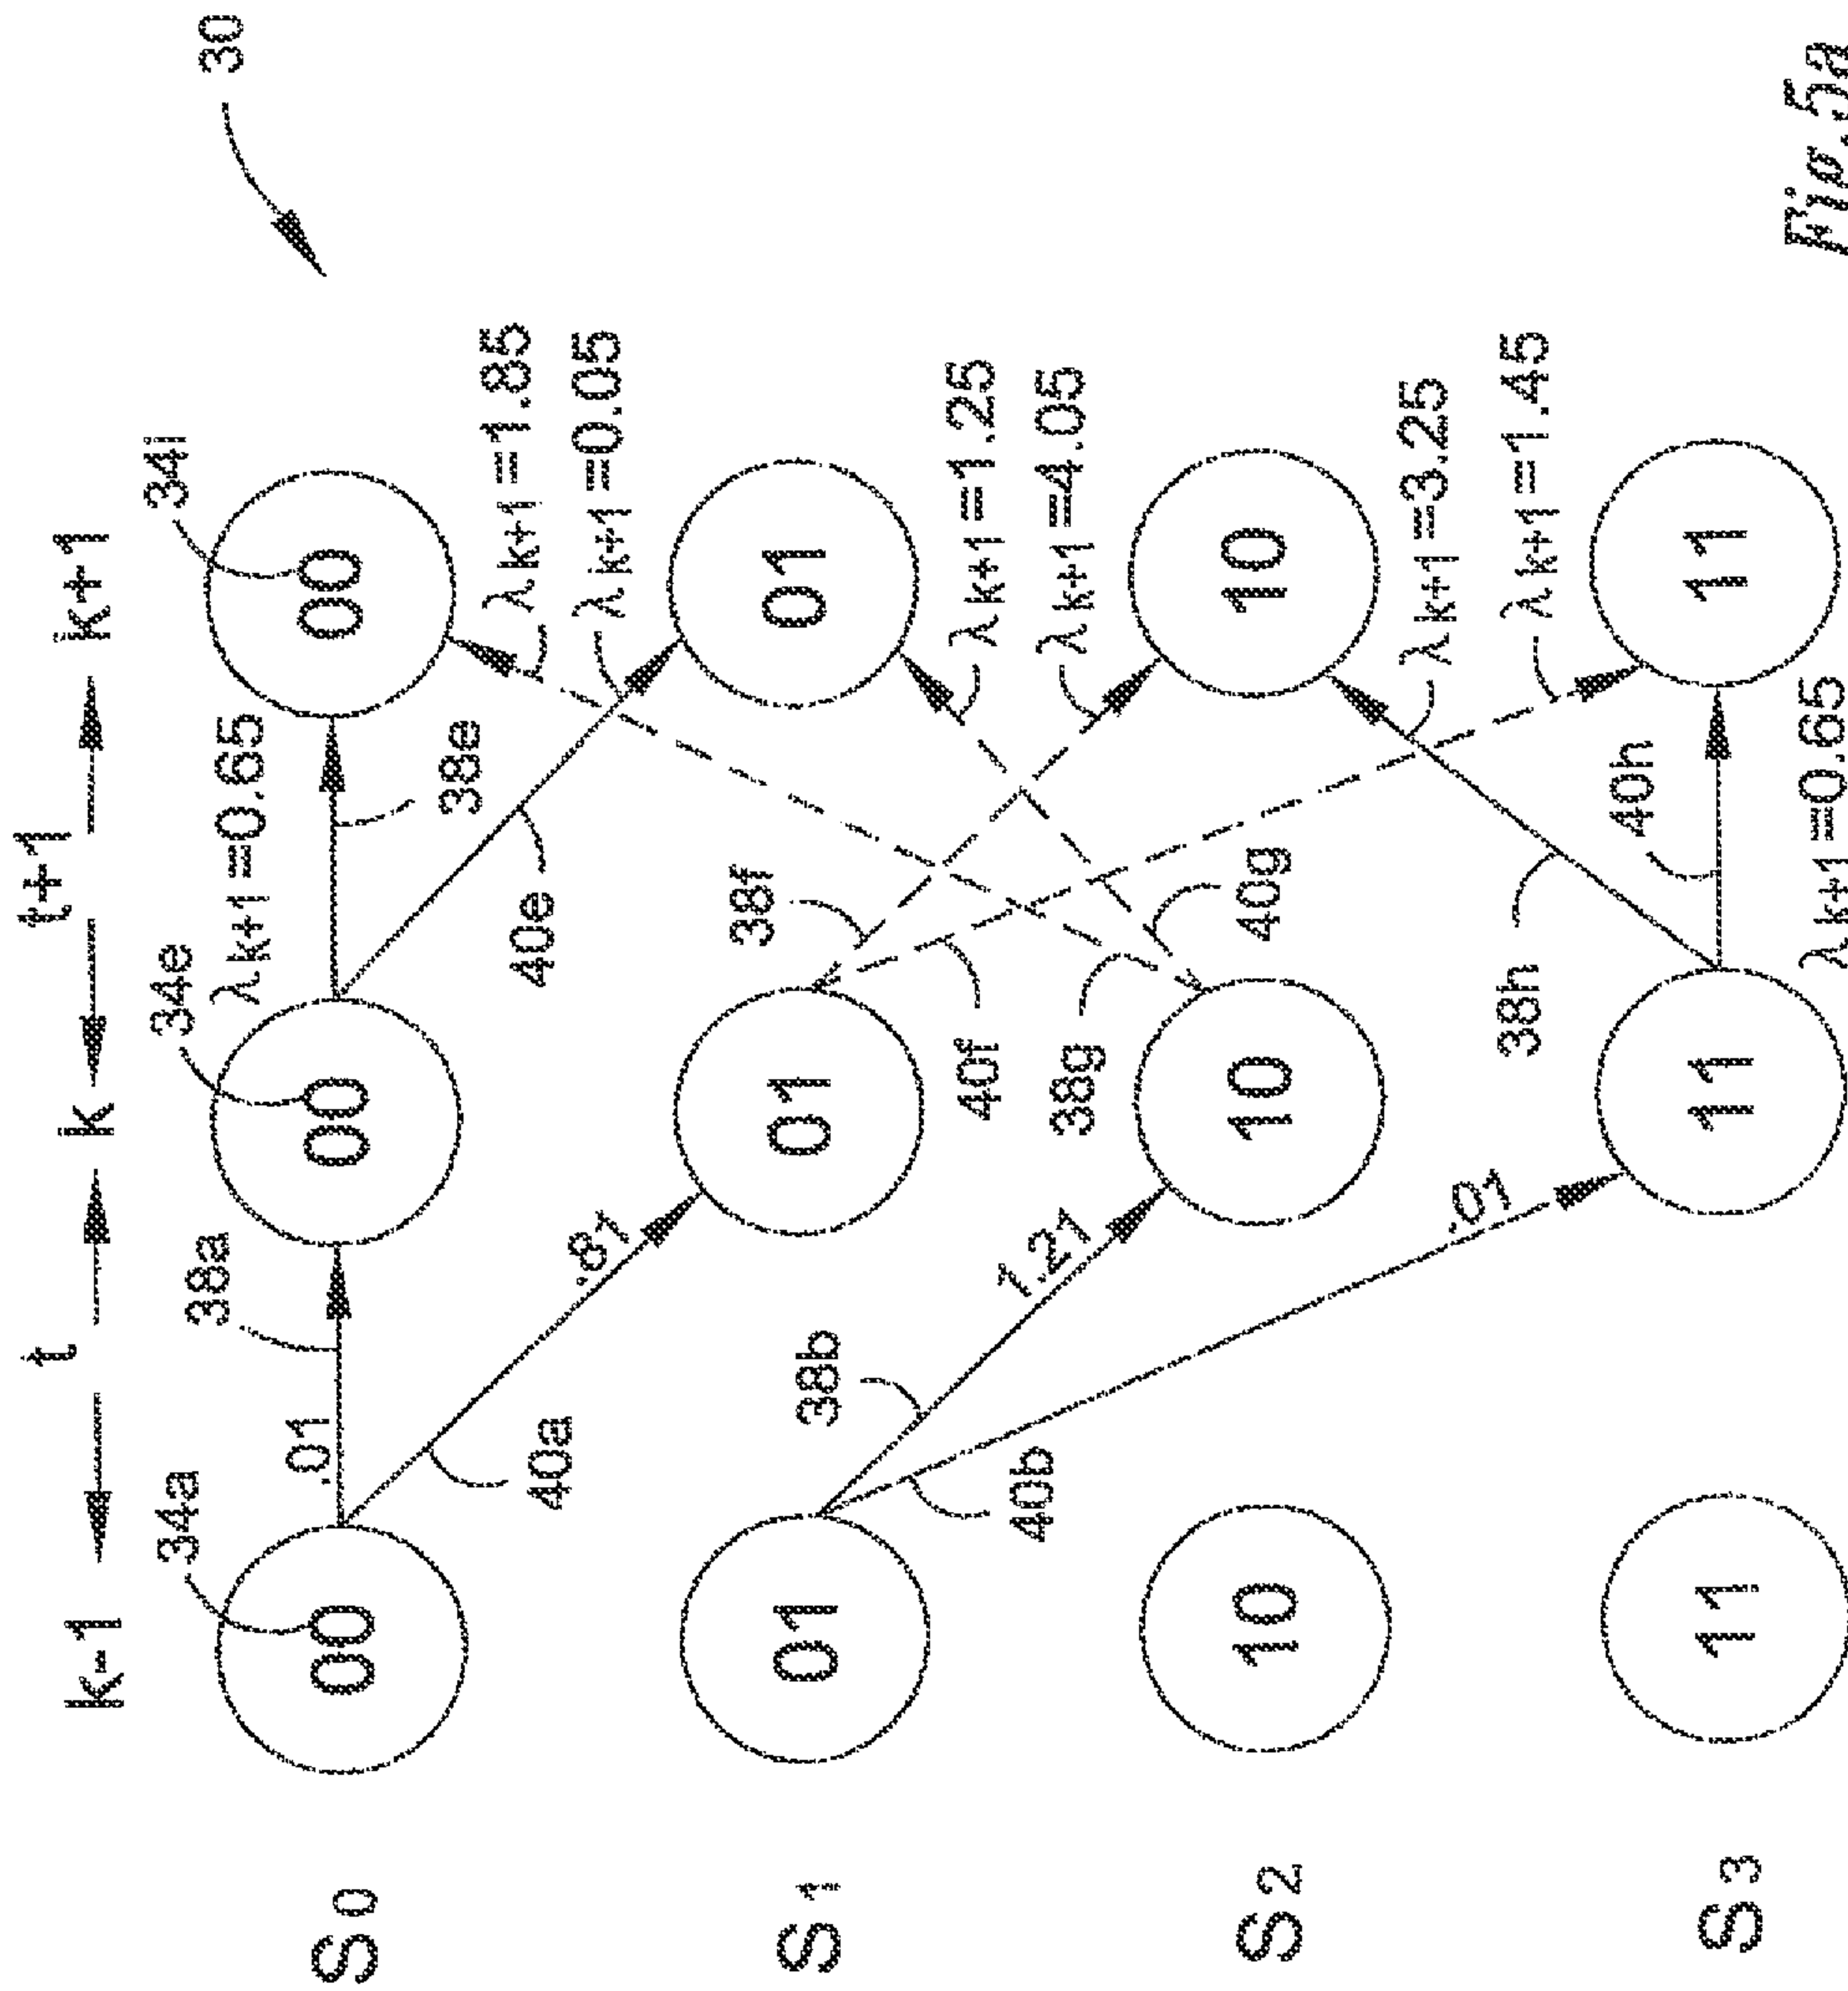 t t+1
k-1 k k+1
30
34a 34e 34i
S0 00 .01 38a 00 λk+1=0.65 38e 00
λk+1=1.85
40a .81 40e λk+1=0.05
S1 01 01 38f 01
38b 40f λk+1=1.25
40b 1.21 38g 40g λk+1=4.05
S2 10 10 10
.01 38h λk+1=3.25
40h λk+1=1.45
S3 11 11 11
λk+1=0.65
Fig.5a